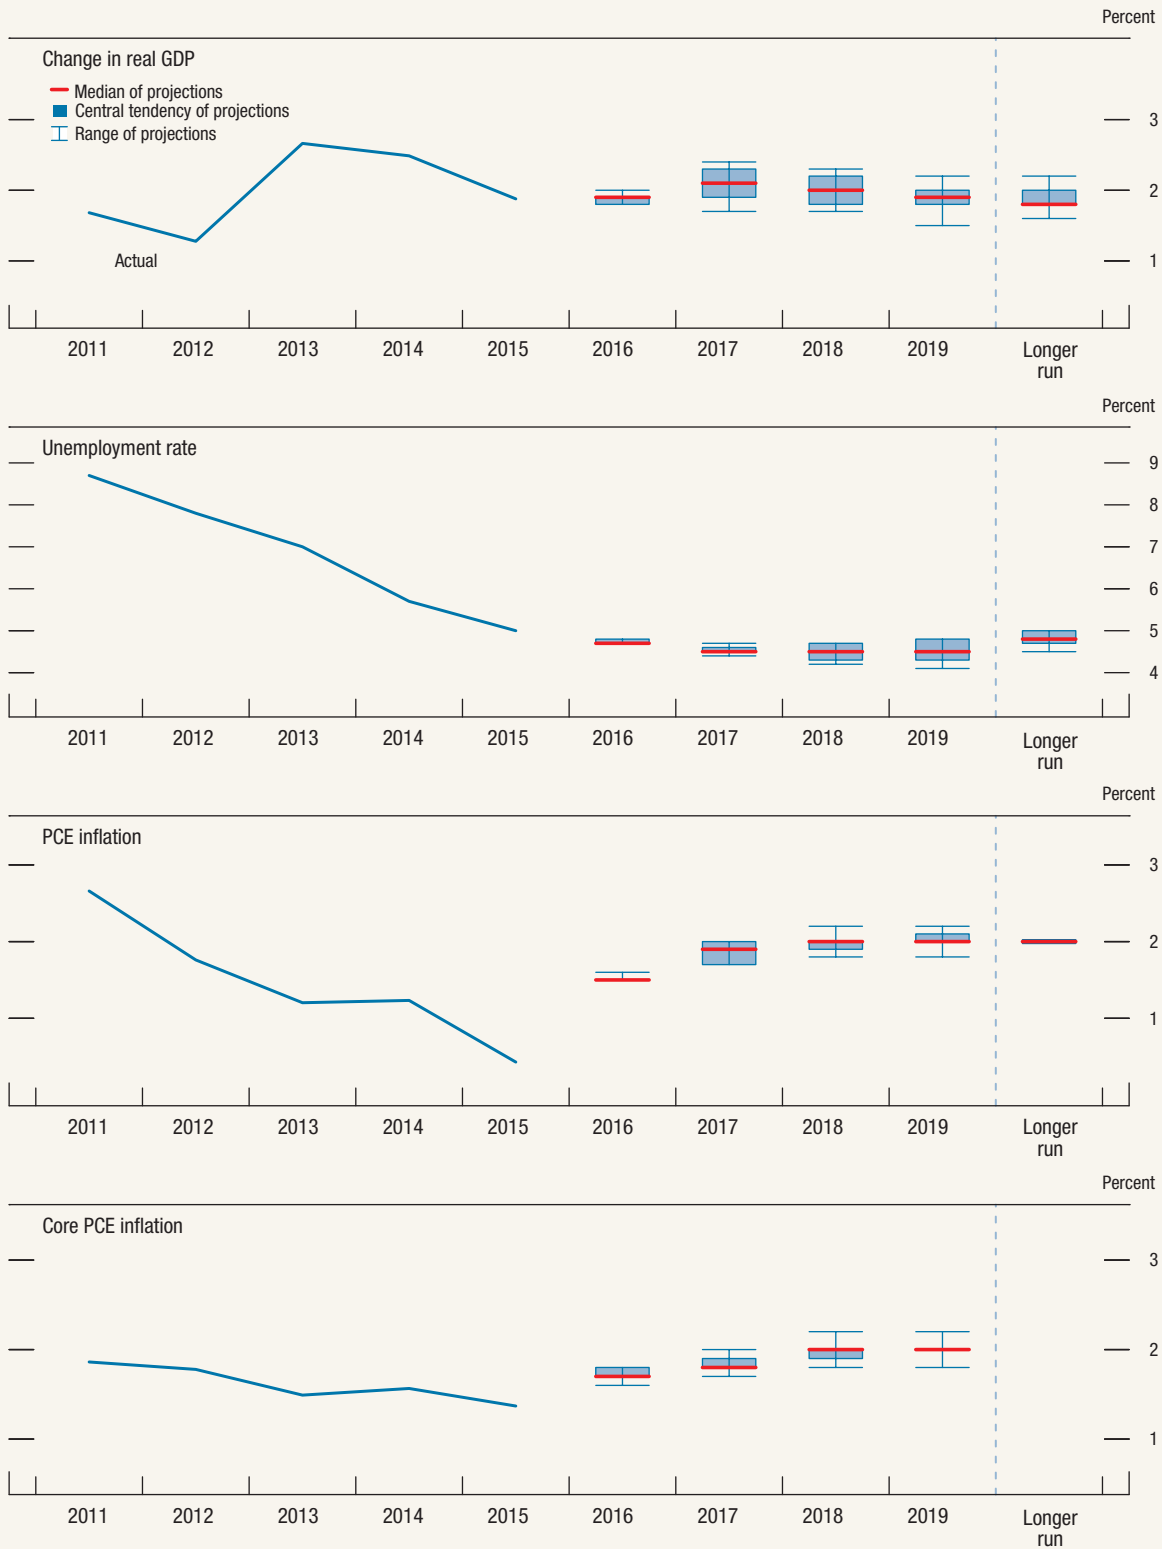 Percent
Change in real GDP
Median of projections
Central tendency of projections
Range of projections
3
2
Actual
1
2011 2012 2013 2014 2015 2016 2017 2018 2019 Longer
run
Percent
Unemployment rate
9
8
7
6
5
4
2011 2012 2013 2014 2015 2016 2017 2018 2019 Longer
run
Percent
PCE inflation
3
2
1
2011 2012 2013 2014 2015 2016 2017 2018 2019 Longer
run
Percent
Core PCE inflation
3
2
1
2011 2012 2013 2014 2015 2016 2017 2018 2019 Longer
run